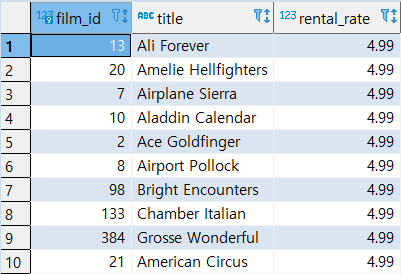 123 film_id ABC title 123 rental_rate
1 13 Ali Forever 4.99
2 20 Amelie Hellfighters 4.99
3 7 Airplane Sierra 4.99
4 10 Aladdin Calendar 4.99
5 2 Ace Goldfinger 4.99
6 8 Airport Pollock 4.99
7 98 Bright Encounters 4.99
8 133 Chamber Italian 4.99
9 384 Grosse Wonderful 4.99
10 21 American Circus 4.99